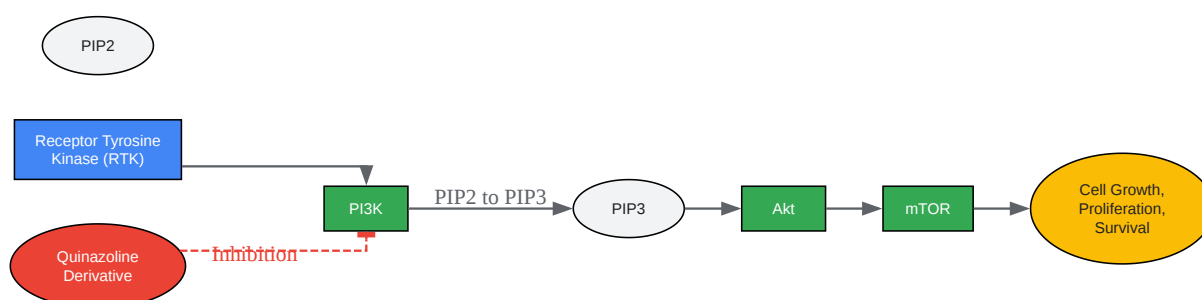 PIP2
Receptor Tyrosine
Kinase (RTK)
PI3K
PIP2 to PIP3
PIP3
Akt
mTOR
Cell Growth,
Proliferation,
Survival
Quinazoline
Derivative
Inhibition